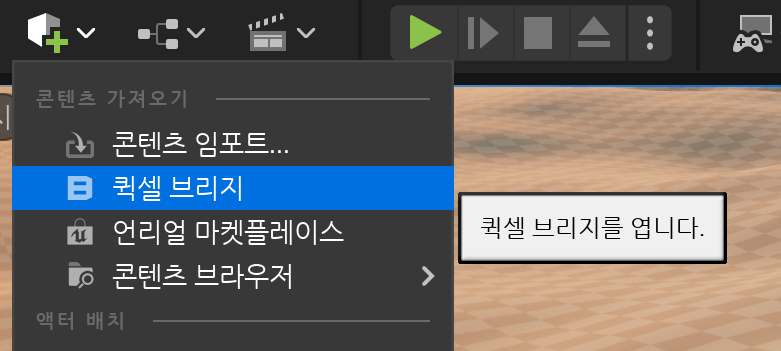 콘텐츠 가져오기
콘텐츠 임포트...
퀵셀 브리지
퀵셀 브리지를 엽니다.
언리얼 마켓플레이스
콘텐츠 브라우저
액터 배치